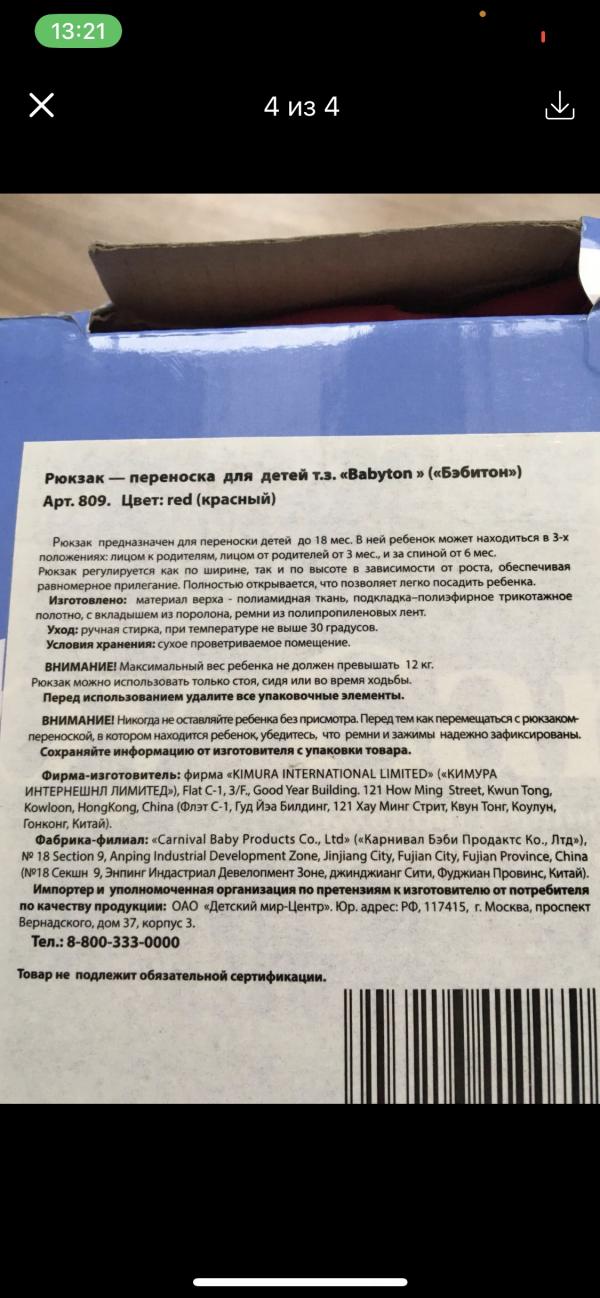 13:21
4 из 4
Рюкзак — переноска для детей т.з. «Babyton » («Бэбитон»)
Арт. 809. Цвет: red (красный)
Рюкзак предназначен для переноски детей до 18 мес. В ней ребенок может находиться в 3-х
положениях: лицом к родителям, лицом от родителей от 3 мес., и за спиной от 6 мес.
Рюкзак регулируется как по ширине, так и по высоте в зависимости от роста, обеспечивая
равномерное прилегание. Полностью открывается, что позволяет легко посадить ребенка.
Изготовлено: материал верха - полиамидная ткань, подкладка–полиэфирное трикотажное
полотно, с вкладышем из поролона, ремни из полипропиленовых лент.
Уход: ручная стирка, при температуре не выше 30 градусов.
Условия хранения: сухое проветриваемое помещение.
ВНИМАНИЕ! Максимальный вес ребенка не должен превышать 12 кг.
Рюкзак можно использовать только стоя, сидя или во время ходьбы.
Перед использованием удалите все упаковочные элементы.
ВНИМАНИЕ! Никогда не оставляйте ребенка без присмотра. Перед тем как перемещаться с рюкзаком-
переноской, в котором находится ребенок, убедитесь, что ремни и зажимы надежно зафиксированы.
Сохраняйте информацию от изготовителя с упаковки товара.
Фирма-изготовитель: фирма «KIMURA INTERNATIONAL LIMITED» («КИМУРА
ИНТЕРНЕШНЛ ЛИМИТЕД»), Flat C-1, 3/F., Good Year Building. 121 How Ming Street, Kwun Tong,
Kowloon, HongKong, China (Флэт С-1, Гуд Йэа Билдинг, 121 Хау Минг Стрит, Квун Тонг, Коулун,
Гонконг, Китай).
Фабрика-филиал: «Carnival Baby Products Co., Ltd» («Карнивал Бэби Продактс Ко., Лтд»),
№ 18 Section 9, Anping Industrial Development Zone, Jinjiang City, Fujian City, Fujian Province, China
(№18 Секшн 9, Энпинг Индастриал Девелопмент Зоне, джинджианг Сити, Фуджиан Провинс, Китай).
Импортер и уполномоченная организация по претензиям к изготовителю от потребителя
по качеству продукции: ОАО «Детский мир-Центр». Юр. адрес: РФ, 117415, г. Москва, проспект
Вернадского, дом 37, корпус 3.
Тел.: 8-800-333-0000
Товар не подлежит обязательной сертификации.